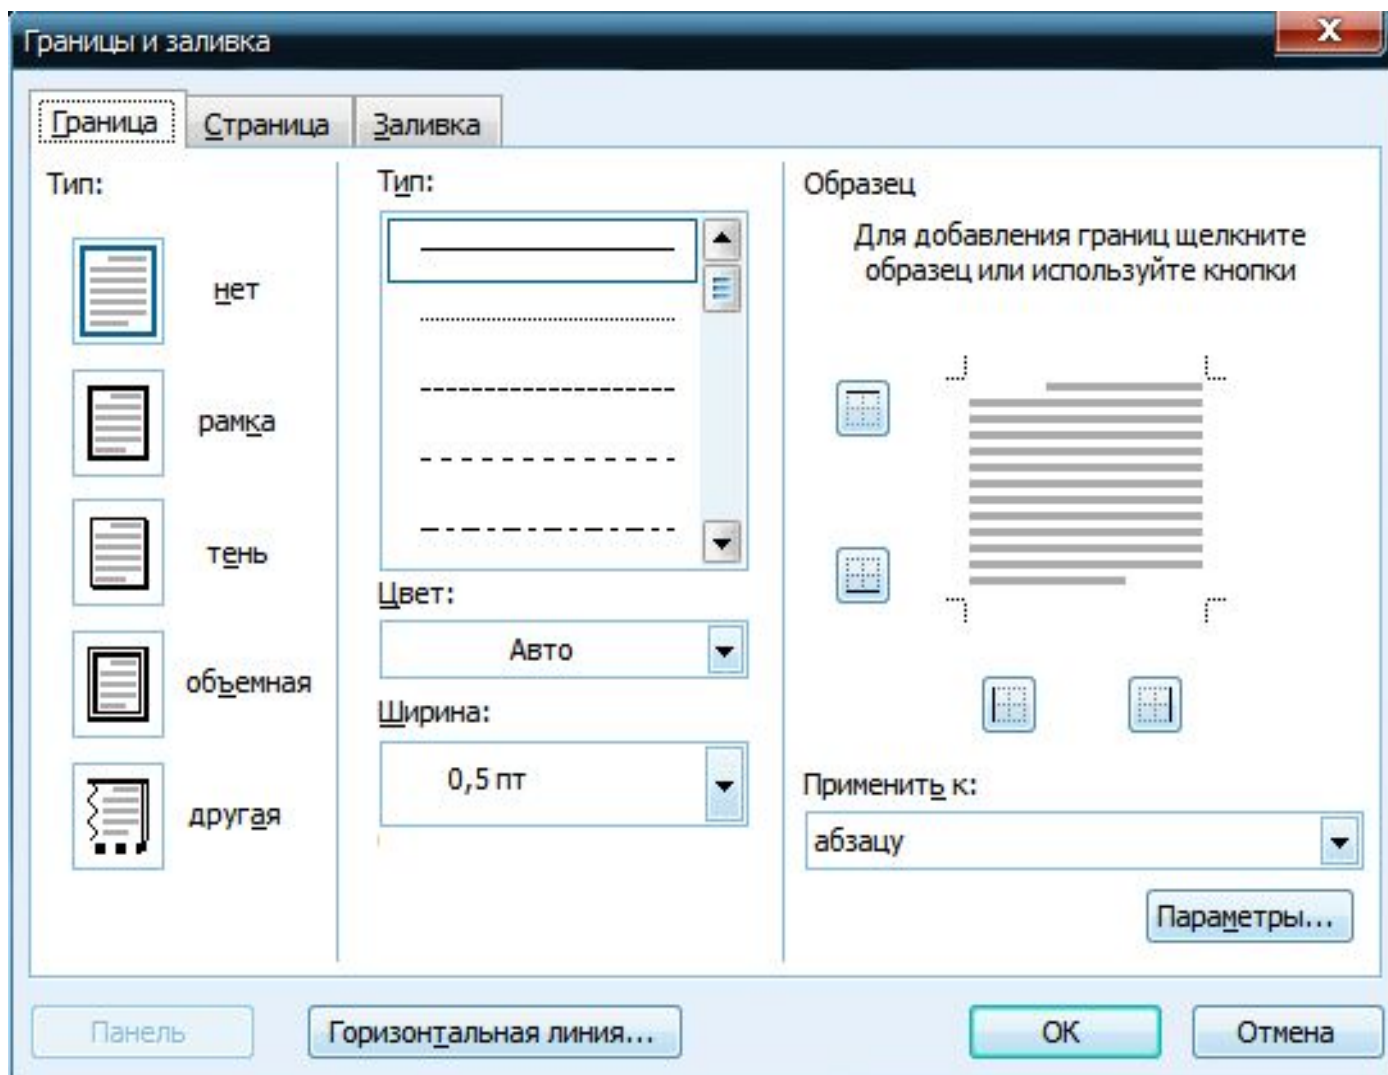 Границы и заливка
X
Граница
Страница
Заливка
Тип:
нет
рамка
тень
объемная
другая
Тип:
Цвет:
Авто
Ширина:
0,5 пт
Образец
Для добавления границ щелкните
образец или используйте кнопки
Применить к:
абзацу
Параметры...
Панель
Горизонтальная линия...
ОК
Отмена